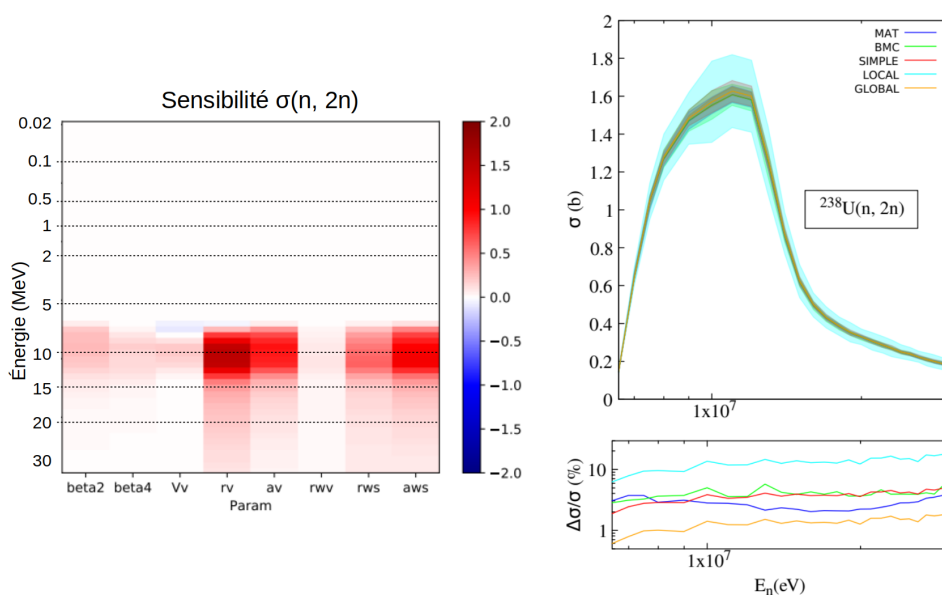 Sensibilité σ(n, 2n)
Énergie (MeV)
0.02
0.1
0.5
1
2
5
10
15
20
30
beta2 beta4 Vv rv av rwv rws aws
Param
2.0
1.5
1.0
0.5
0.0
−0.5
−1.0
−1.5
−2.0
MAT
BMC
SIMPLE
LOCAL
GLOBAL
σ (b)
2
1.8
1.6
1.4
1.2
1
0.8
0.6
0.4
0.2
0
²³⁸U(n, 2n)
1x10⁷
Δσ/σ (%)
10
1
1x10⁷
Eₙ(eV)